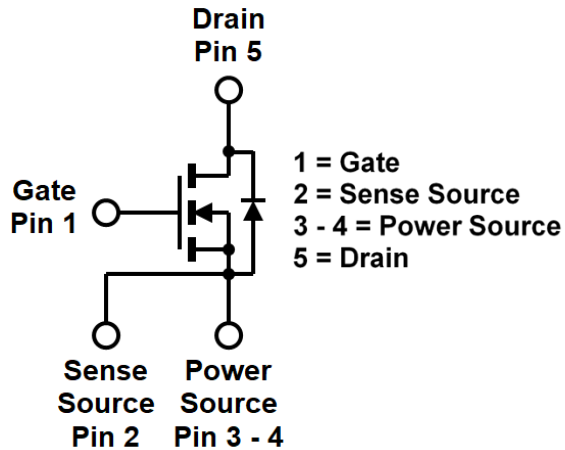 Drain
Pin 5
Gate
Pin 1
1 = Gate
2 = Sense Source
3 - 4 = Power Source
5 = Drain
Sense
Source
Pin 2
Power
Source
Pin 3 - 4